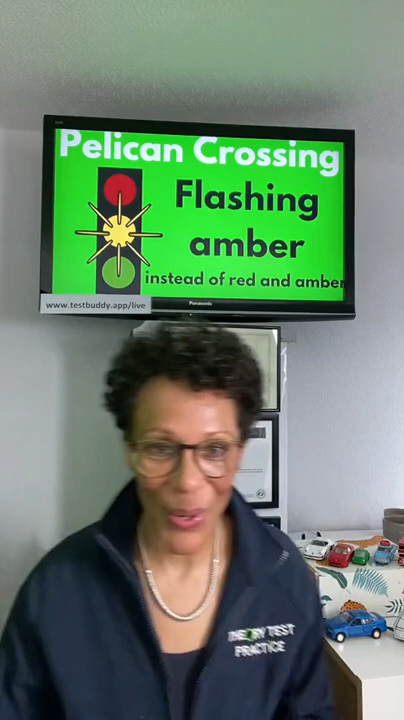 Pelican Crossing
Flashing
amber
instead of red and amber
www.testbuddy.app/live
Panasonic
THEORY TEST
PRACTICE